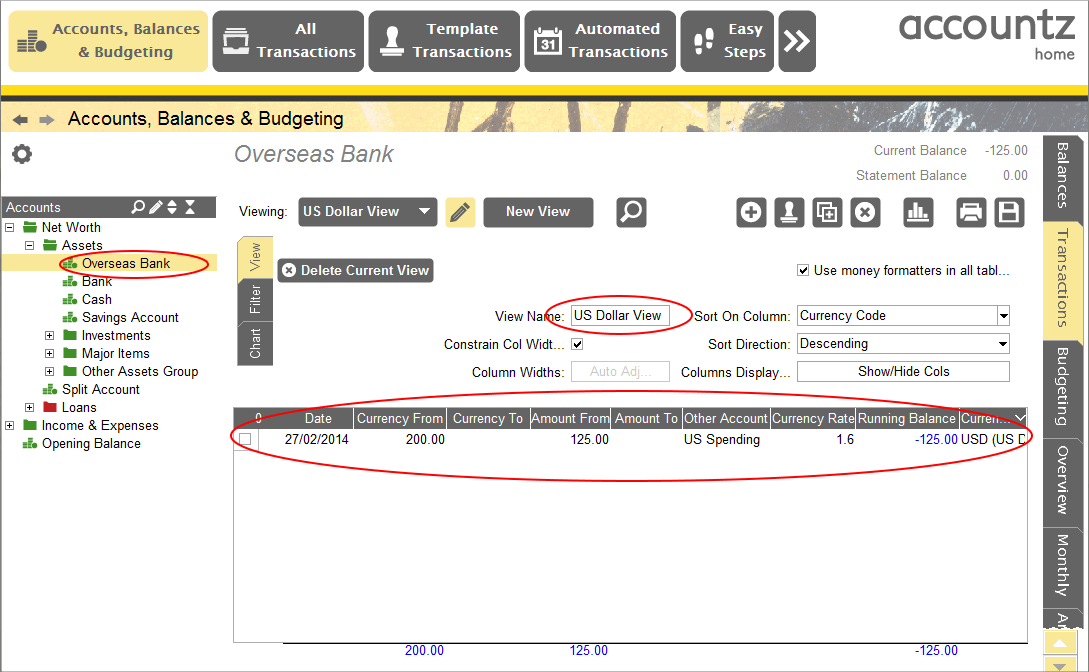 Accounts, Balances
& Budgeting
All
Transactions
Template
Transactions
31
Automated
Transactions
Easy
Steps
accountz
home
Accounts, Balances & Budgeting
Overseas Bank
Current Balance -125.00
Statement Balance 0.00
Accounts
Net Worth
Assets
Overseas Bank
Bank
Cash
Savings Account
Investments
Major Items
Other Assets Group
Split Account
Loans
Income & Expenses
Opening Balance
Viewing: US Dollar View New View
View
Filter
Chart
Delete Current View
Use money formatters in all tabl...
View Name: US Dollar View Sort On Column: Currency Code
Constrain Col Widt... Sort Direction: Descending
Column Widths: Auto Adj... Columns Display... Show/Hide Cols
0 Date Currency From Currency To Amount From Amount To Other Account Currency Rate Running Balance Curren...
27/02/2014 200.00 125.00 US Spending 1.6 -125.00 USD (US D
200.00 125.00 -125.00
Balances
Transactions
Budgeting
Overview
Monthly